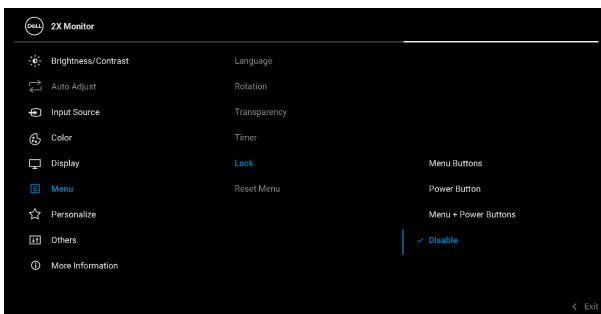 DELL 2X Monitor
Brightness/Contrast Language
Auto Adjust Rotation
Input Source Transparency
Color Timer
Display Lock Menu Buttons
Menu Reset Menu Power Button
Personalize Menu + Power Buttons
Others Disable
More Information
Exit